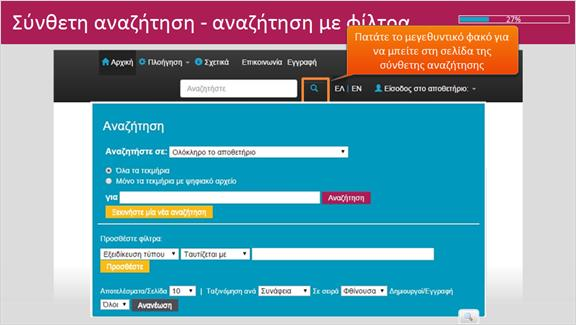 Σύνθετη αναζήτηση - αναζήτηση με φίλτρα
27%
Πατάτε το μεγεθυντικό φακό για
να μπείτε στη σελίδα της
σύνθετης αναζήτησης
Αρχική Πλοήγηση Σχετικά Επικοινωνία Εγγραφή
Αναζητήστε ΕΛ | EN Είσοδος στο αποθετήριο:
Αναζήτηση
Αναζητήστε σε: Ολόκληρο το αποθετήριο
Όλα τα τεκμήρια
Μόνο τα τεκμήρια με ψηφιακό αρχείο
για Αναζήτηση
Ξεκινήστε μία νέα αναζήτηση
Προσθέστε φίλτρα:
Εξειδίκευση τύπου Ταυτίζεται με
Προσθέστε
Αποτελέσματα/Σελίδα 10 | Ταξινόμηση ανά Συνάφεια Σε σειρά Φθίνουσα Δημιουργοί/Εγγραφή
Όλοι Ανανέωση